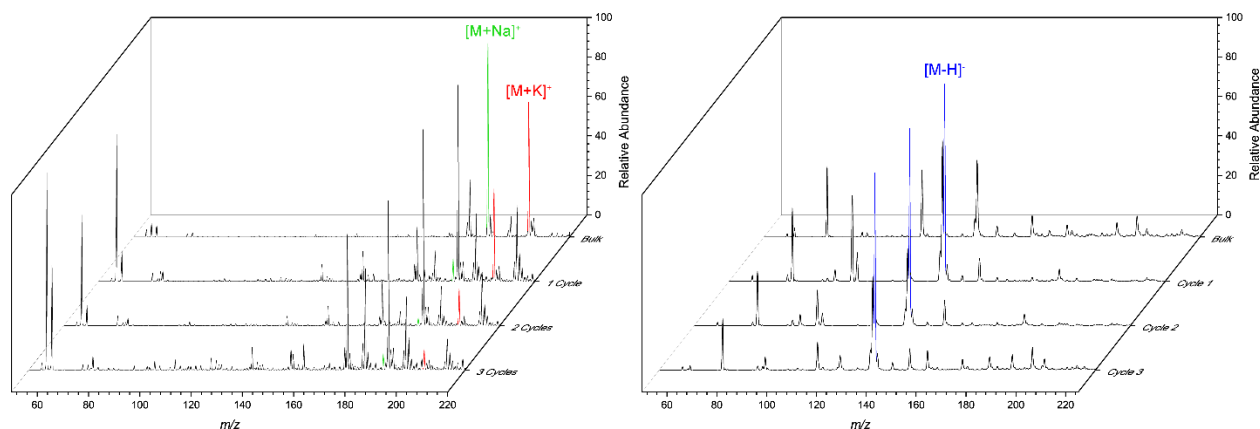 [M+Na]⁺
[M+K]⁺
100
80
60
40
20
0
Relative Abundance
Bulk
1 Cycle
2 Cycles
3 Cycles
60 80 100 120 140 160 180 200 220
m/z
[M-H]⁻
100
80
60
40
20
0
Relative Abundance
Bulk
Cycle 1
Cycle 2
Cycle 3
60 80 100 120 140 160 180 200 220
m/z